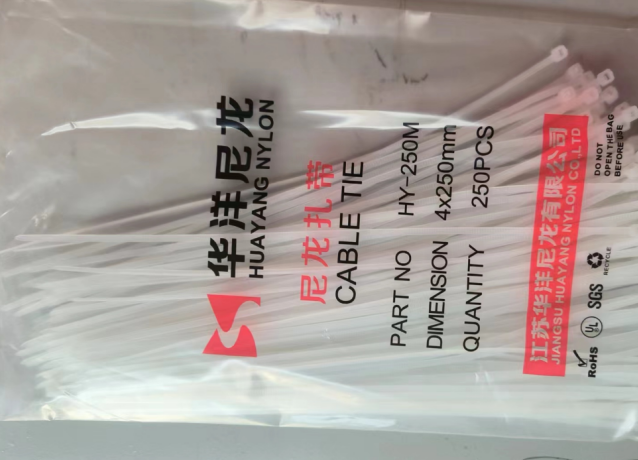 华洋尼龙
HUAYANG NYLON
尼龙扎带
CABLE TIE
PART NO HY-250M
DIMENSION 4x250mm
QUANTITY 250PCS
江苏华洋尼龙有限公司
JIANGSU HUAYANG NYLON CO.,LTD
DO NOT
OPEN THE BAG
BEFORE USE
RoHS UL SGS RECYCLE